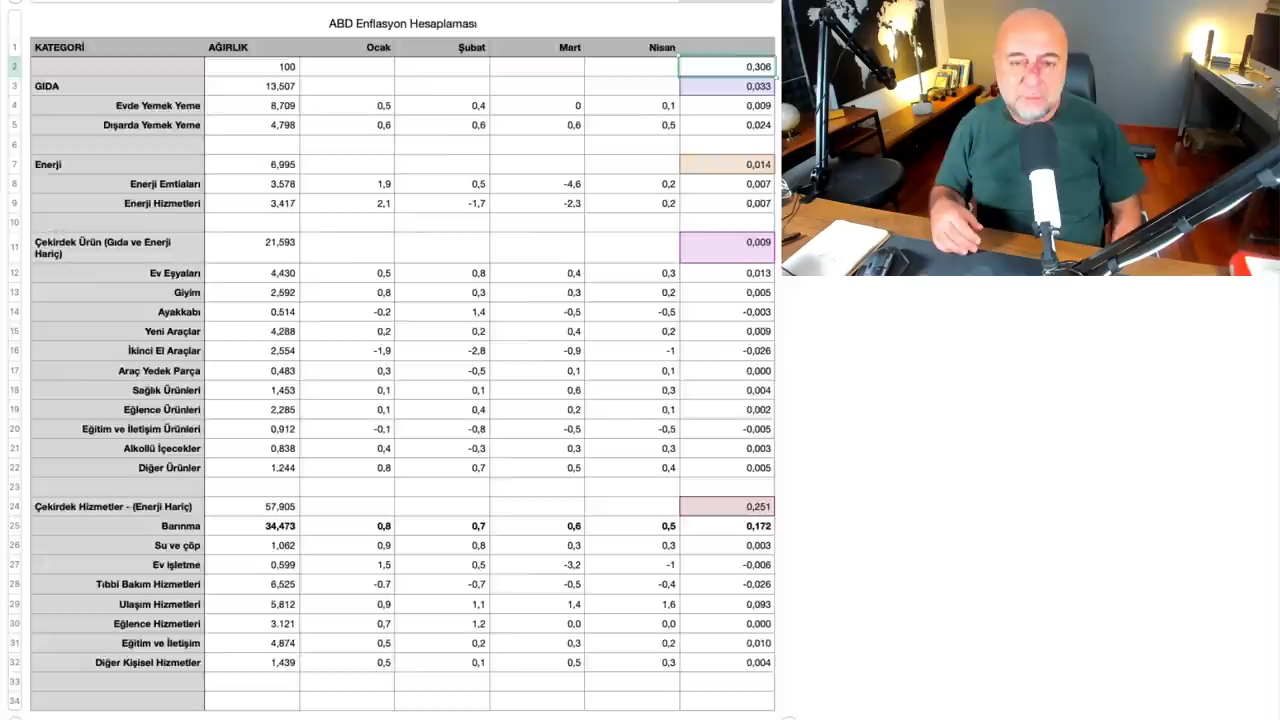 ABD Enflasyon Hesaplaması
1 KATEGORİ AĞIRLIK Ocak Şubat Mart Nisan
2 100 0,306
3 GIDA 13,507 0,033
4 Evde Yemek Yeme 8,709 0,5 0,4 0 0,1 0,009
5 Dışarda Yemek Yeme 4,798 0,6 0,6 0,6 0,5 0,024
6
7 Enerji 6,995 0,014
8 Enerji Emtiaları 3.578 1,9 0,5 -4,6 0,2 0,007
9 Enerji Hizmetleri 3,417 2,1 -1,7 -2,3 0,2 0,007
10
11 Çekirdek Ürün (Gıda ve Enerji
Hariç) 21,593 0,009
12 Ev Eşyaları 4,430 0,5 0,8 0,4 0,3 0,013
13 Giyim 2,592 0,8 0,3 0,3 0,2 0,005
14 Ayakkabı 0.514 -0.2 1,4 -0,5 -0,5 -0,003
15 Yeni Araçlar 4,288 0,2 0,2 0,4 0,2 0,009
16 İkinci El Araçlar 2,554 -1,9 -2,8 -0,9 -1 -0,026
17 Araç Yedek Parça 0,483 0,3 -0,5 0,1 0,1 0,000
18 Sağlık Ürünleri 1,453 0,1 0,1 0,6 0,3 0,004
19 Eğlence Ürünleri 2,285 0,1 0,4 0,2 0,1 0,002
20 Eğitim ve İletişim Ürünleri 0,912 -0,1 -0,8 -0,5 -0,5 -0,005
21 Alkollü İçecekler 0,838 0,4 -0,3 0,3 0,3 0,003
22 Diğer Ürünler 1.244 0,8 0,7 0,5 0,4 0,005
23
24 Çekirdek Hizmetler - (Enerji Hariç) 57,905 0,251
25 Barınma 34,473 0,8 0,7 0,6 0,5 0,172
26 Su ve çöp 1,062 0,9 0,8 0,3 0,3 0,003
27 Ev işletme 0,599 1,5 0,5 -3,2 -1 -0,006
28 Tıbbi Bakım Hizmetleri 6,525 -0.7 -0,7 -0,5 -0,4 -0,026
29 Ulaşım Hizmetleri 5,812 0,9 1,1 1,4 1,6 0,093
30 Eğlence Hizmetleri 3.121 0,7 1,2 0,0 0,0 0,000
31 Eğitim ve İletişim 4,874 0,5 0,2 0,3 0,2 0,010
32 Diğer Kişisel Hizmetler 1,439 0,5 0,1 0,5 0,3 0,004
33
34